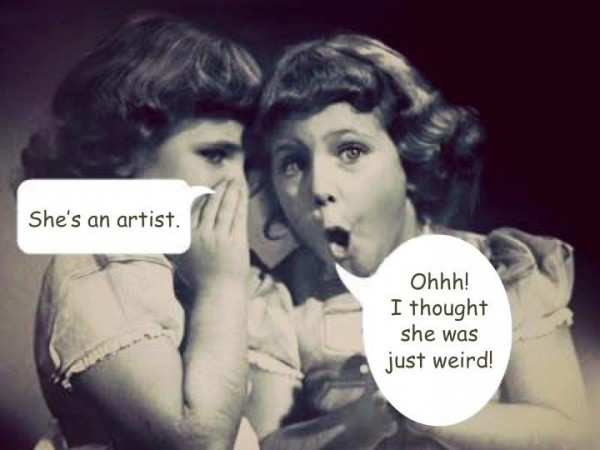 She's an artist.
Ohhh!
I thought
she was
just weird!